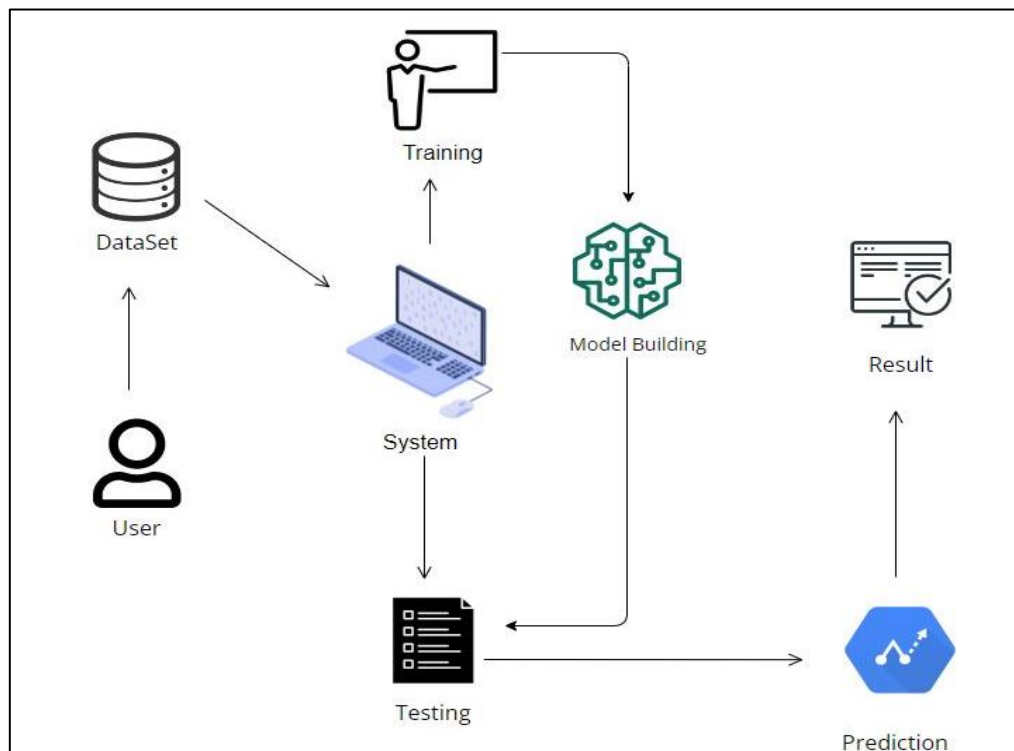 Training
DataSet
Model Building
Result
System
User
Testing
Prediction